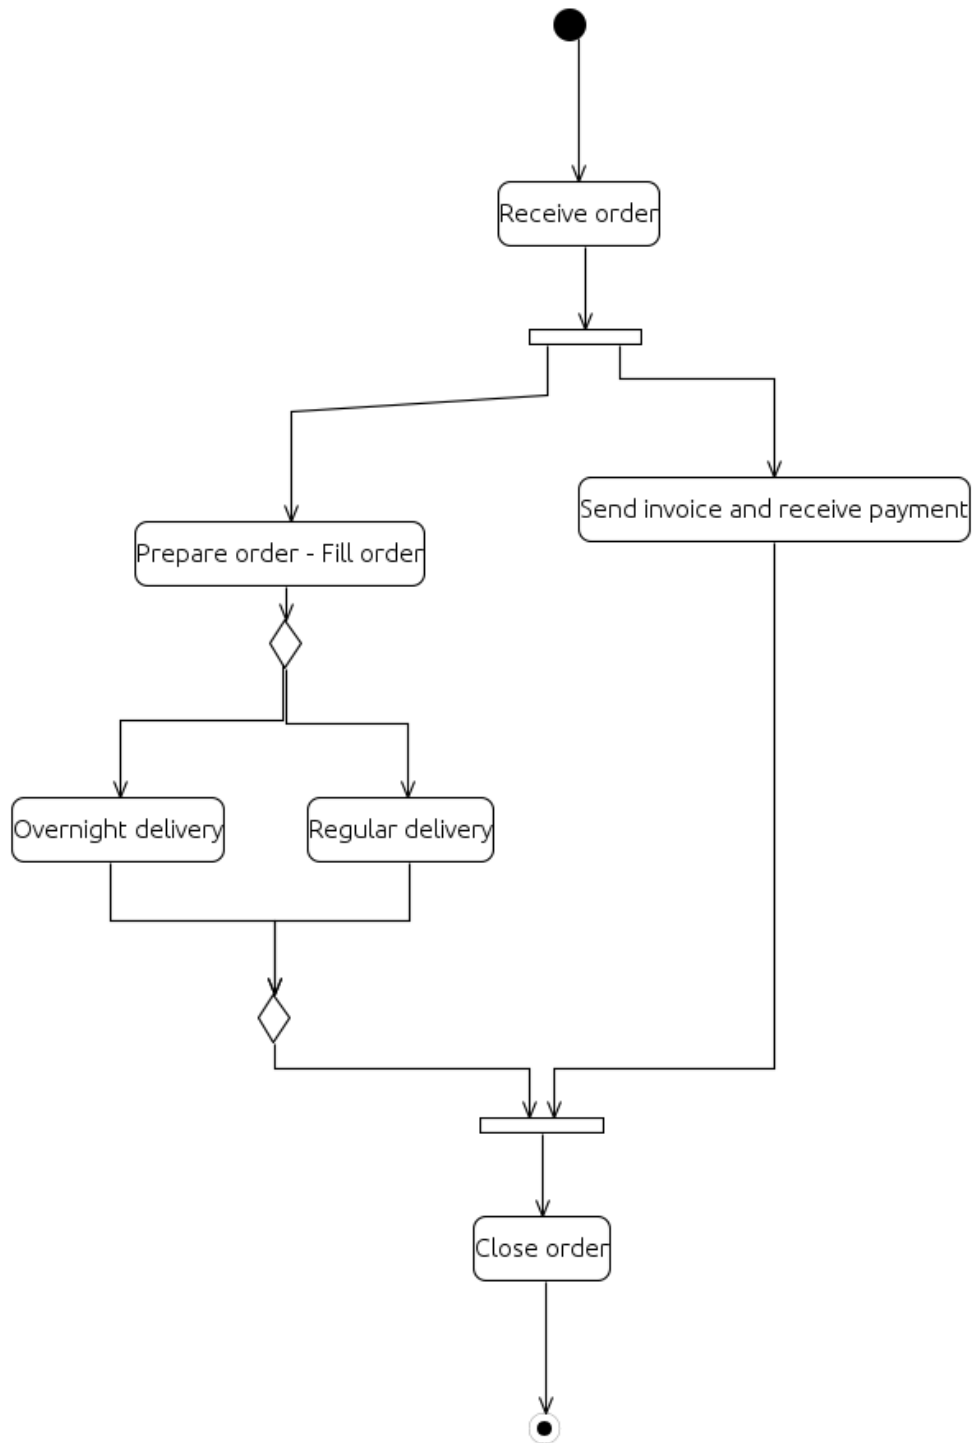 Receive order
Send invoice and receive payment
Prepare order - Fill order
Overnight delivery
Regular delivery
Close order